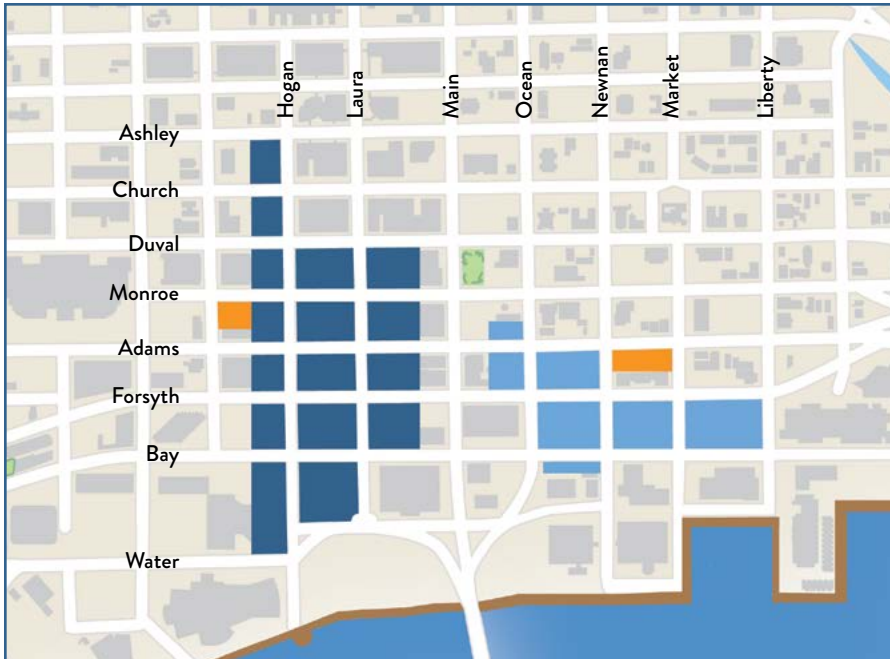 Hogan
Laura
Main
Ocean
Newnan
Market
Liberty
Ashley
Church
Duval
Monroe
Adams
Forsyth
Bay
Water